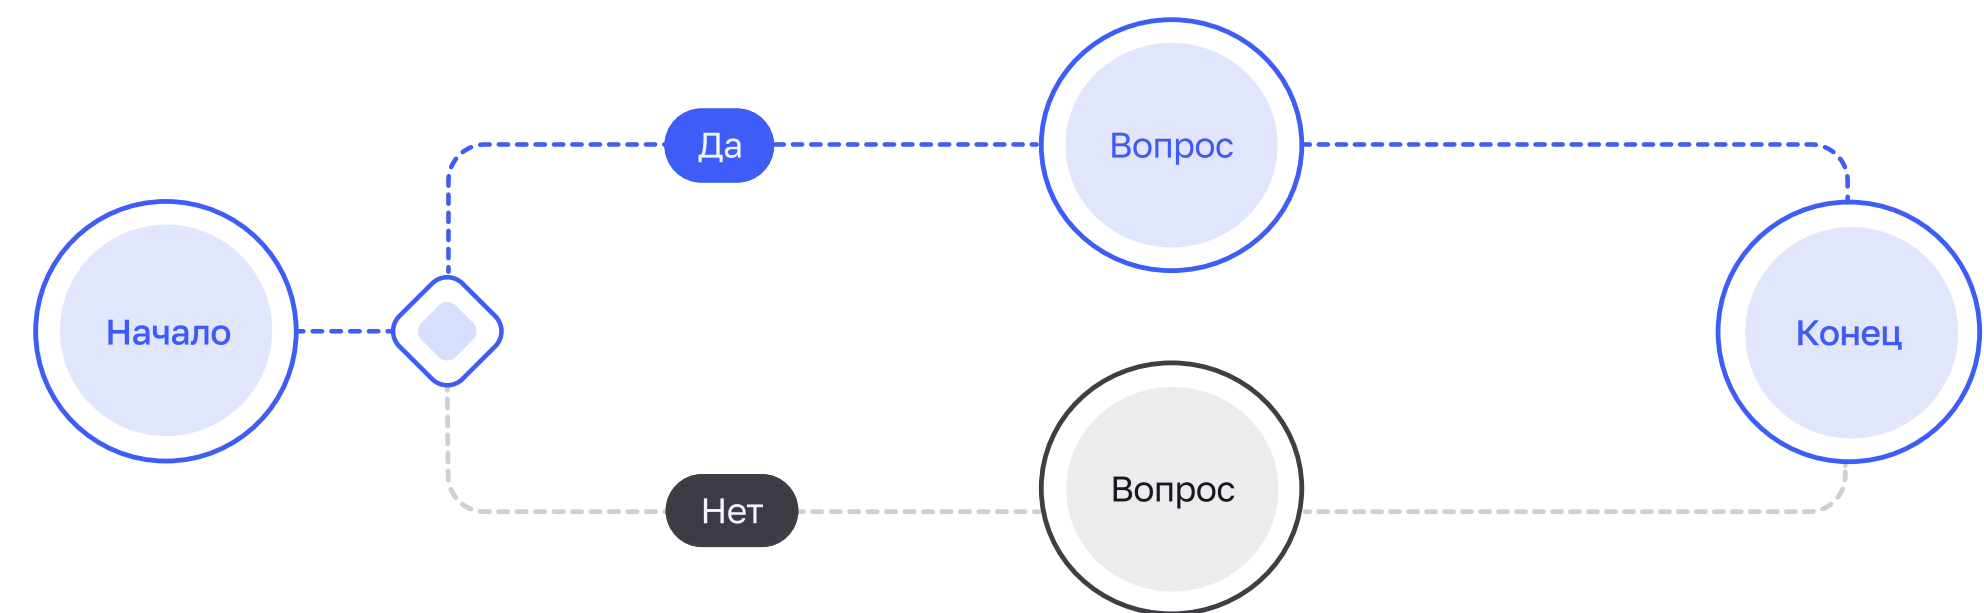 Да
Вопрос
Начало
Конец
Нет
Вопрос